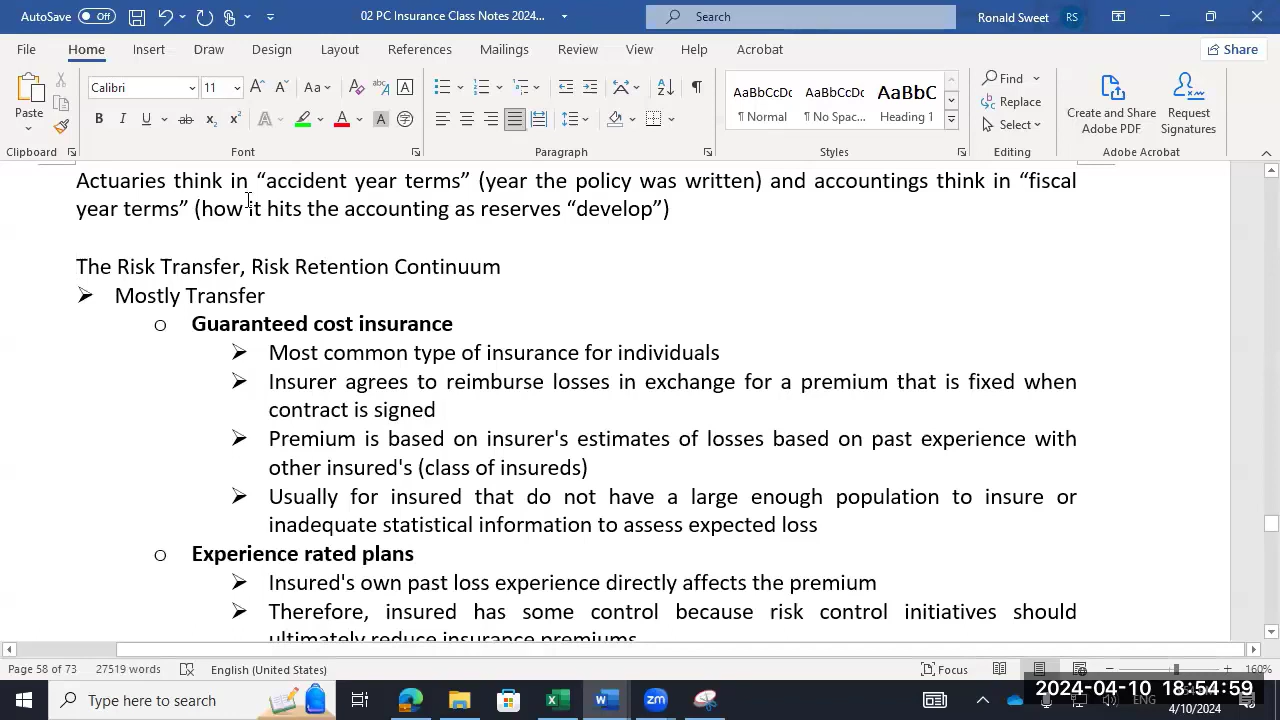 AutoSave Off 02 PC Insurance Class Notes 2024... Search Ronald Sweet RS
File Home Insert Draw Design Layout References Mailings Review View Help Acrobat Share
Paste Calibri 11 Aa AaBbCcDc AaBbCcDc AaBbC Find Replace Select
¶ Normal ¶ No Spac... Heading 1 Create and Share Adobe PDF Request Signatures
Clipboard Font Paragraph Styles Editing Adobe Acrobat
Actuaries think in “accident year terms” (year the policy was written) and accountings think in “fiscal
year terms” (how it hits the accounting as reserves “develop”)
The Risk Transfer, Risk Retention Continuum
Mostly Transfer
o Guaranteed cost insurance
Most common type of insurance for individuals
Insurer agrees to reimburse losses in exchange for a premium that is fixed when
contract is signed
Premium is based on insurer's estimates of losses based on past experience with
other insured's (class of insureds)
Usually for insured that do not have a large enough population to insure or
inadequate statistical information to assess expected loss
o Experience rated plans
Insured's own past loss experience directly affects the premium
Therefore, insured has some control because risk control initiatives should
ultimately reduce insurance premiums
Page 58 of 73 27519 words English (United States) Focus 160%
Type here to search 2024-04-10 18:54:59
4/10/2024